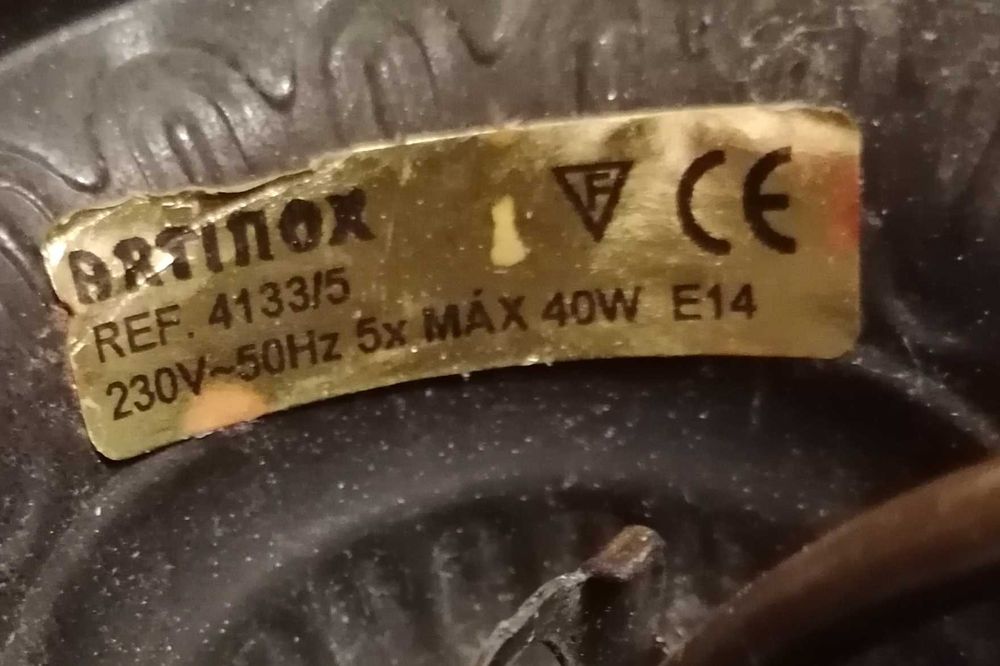 ARTINOX
F CE
REF. 4133/5
230V~50Hz 5x MÁX 40W E14